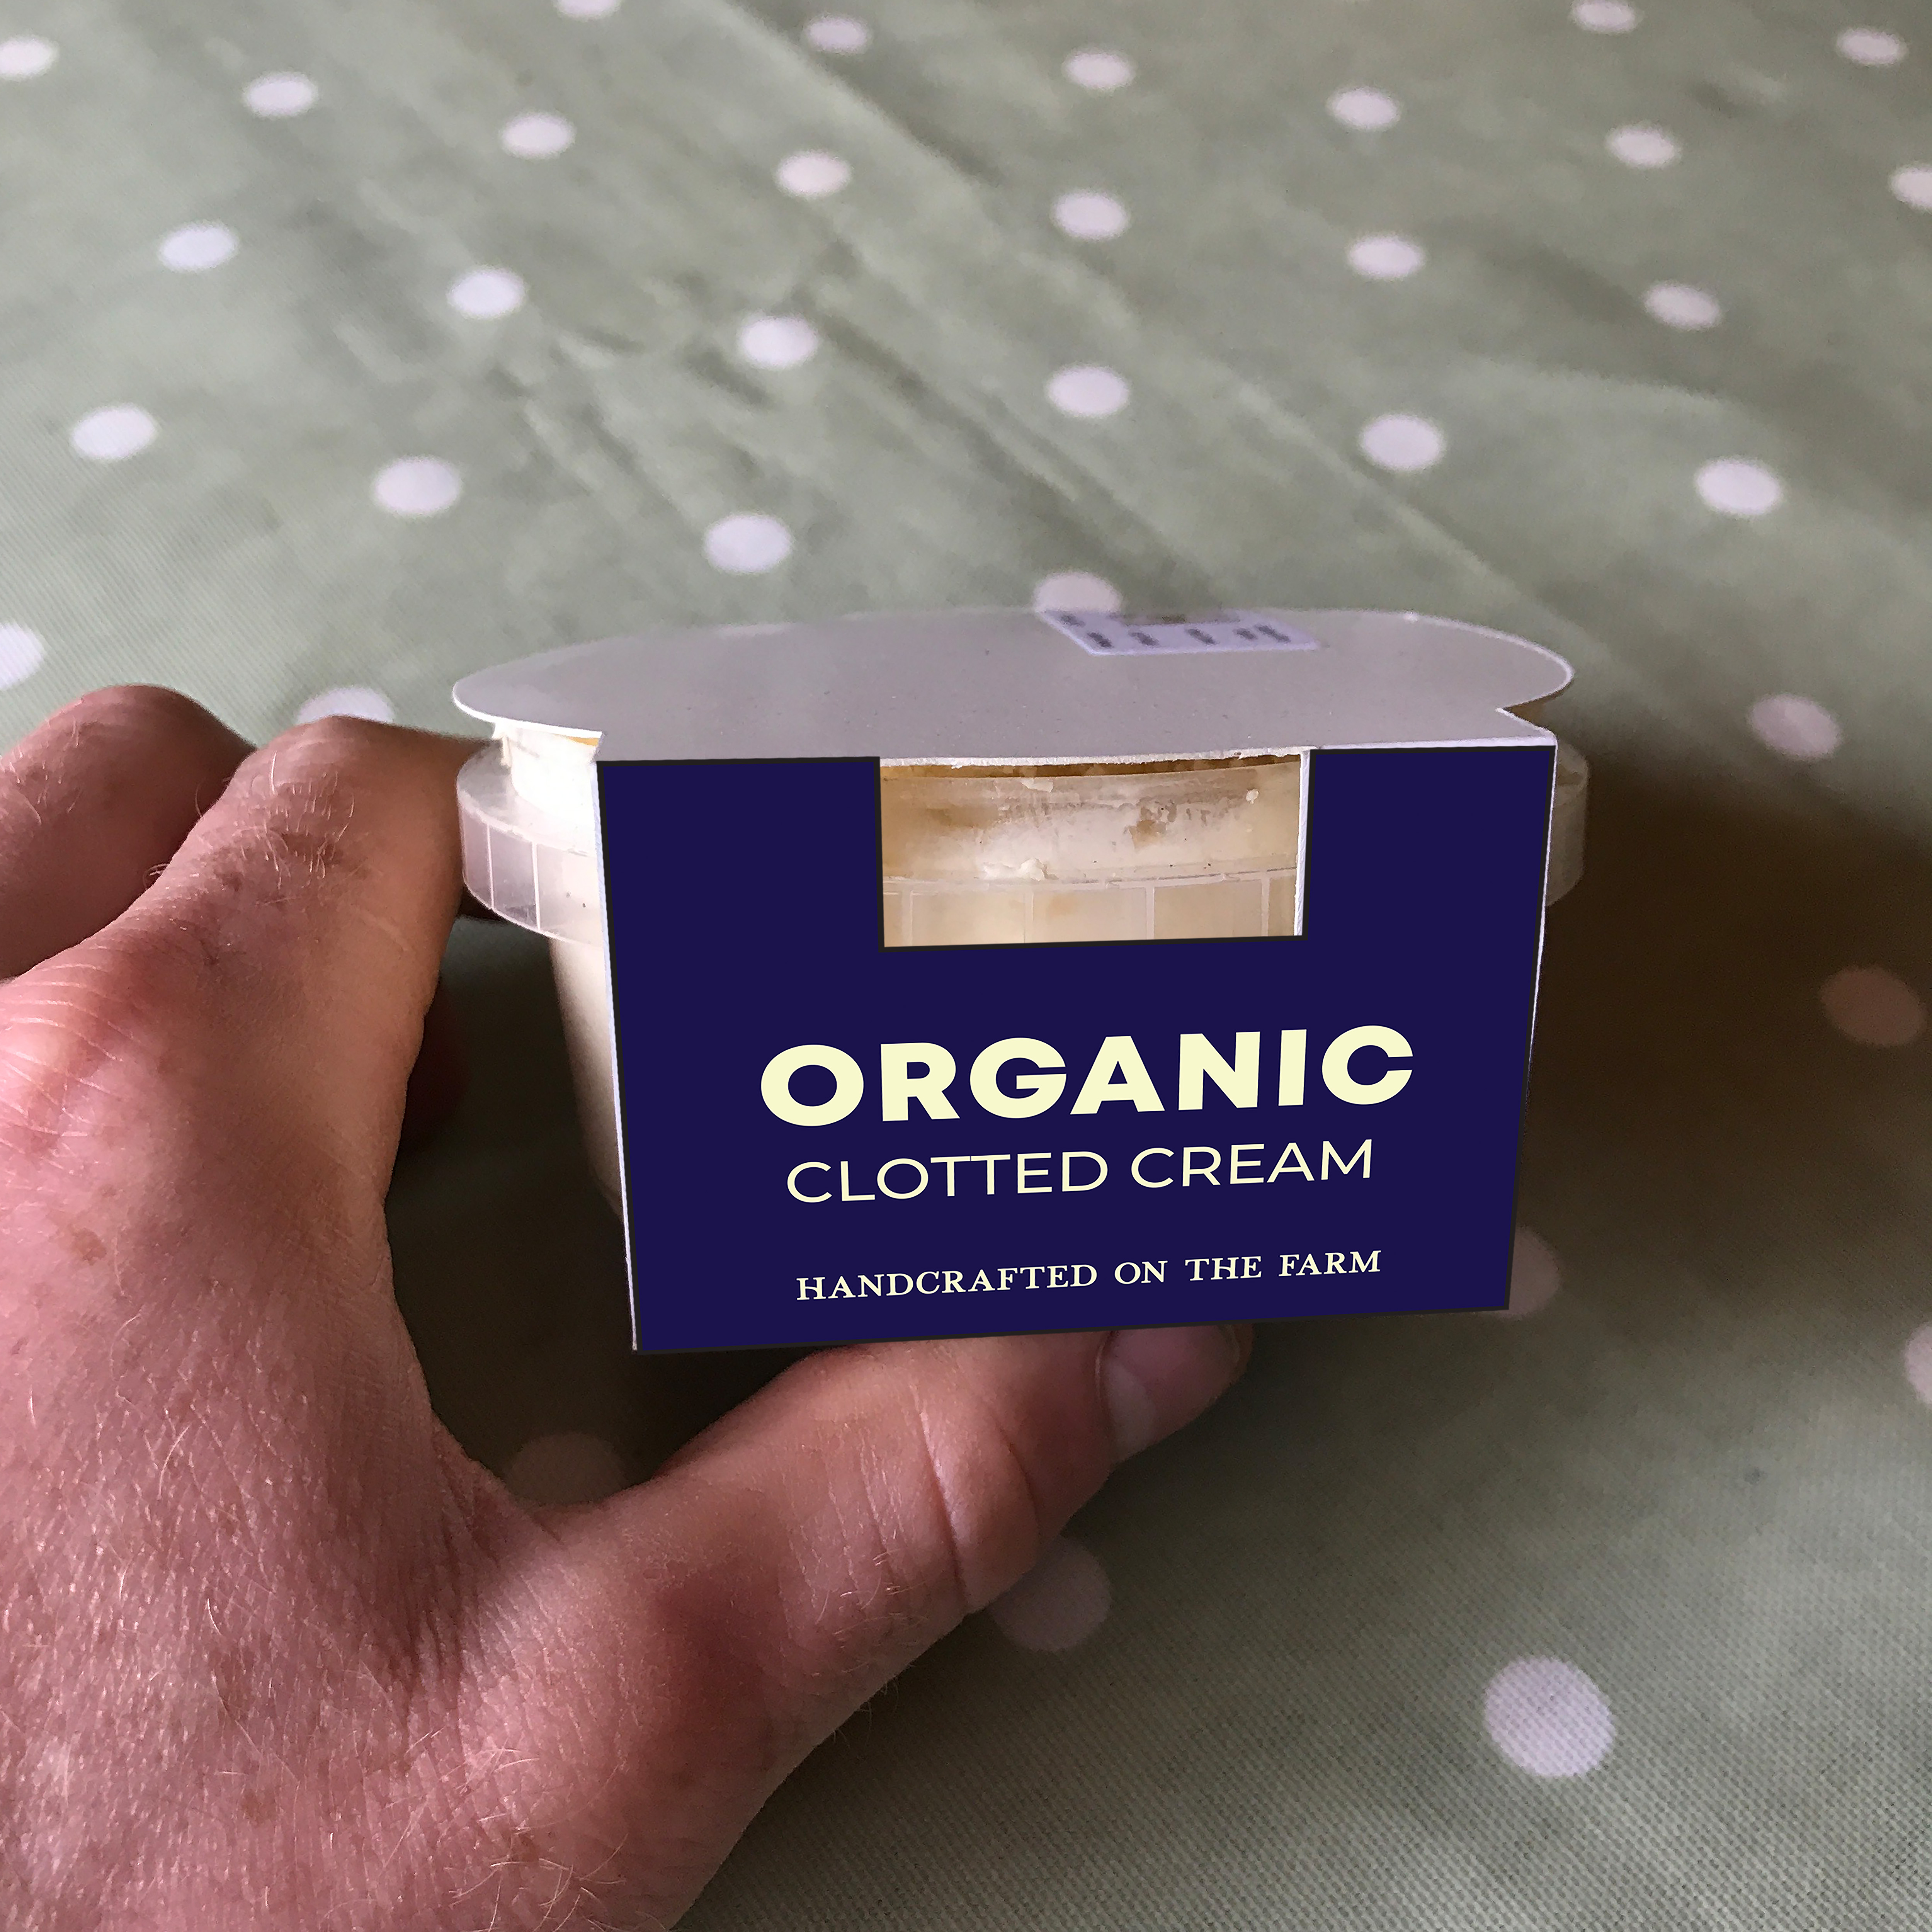 ORGANIC
CLOTTED CREAM
HANDCRAFTED ON THE FARM